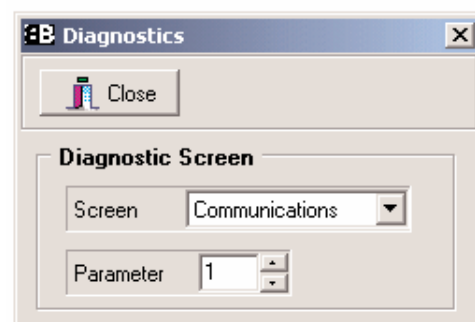 Diagnostics
Close
Diagnostic Screen
Screen Communications
Parameter 1